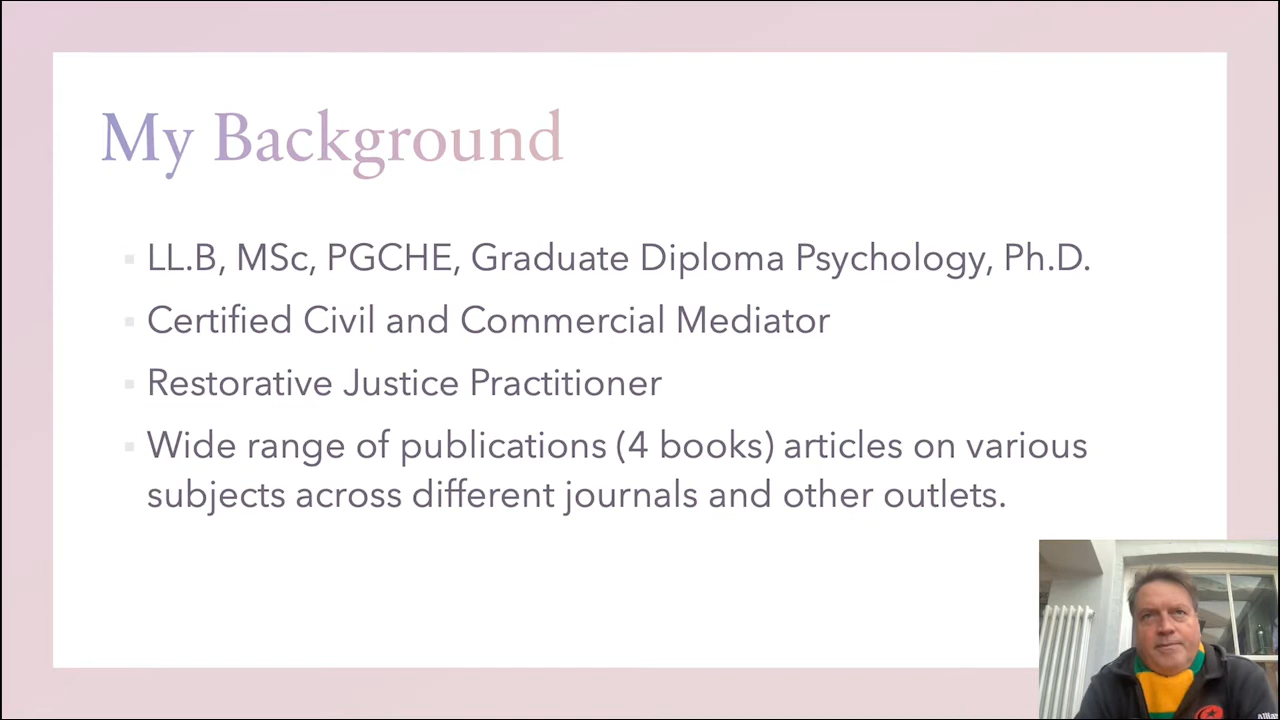 My Background
LL.B, MSc, PGCHE, Graduate Diploma Psychology, Ph.D.
Certified Civil and Commercial Mediator
Restorative Justice Practitioner
Wide range of publications (4 books) articles on various
subjects across different journals and other outlets.